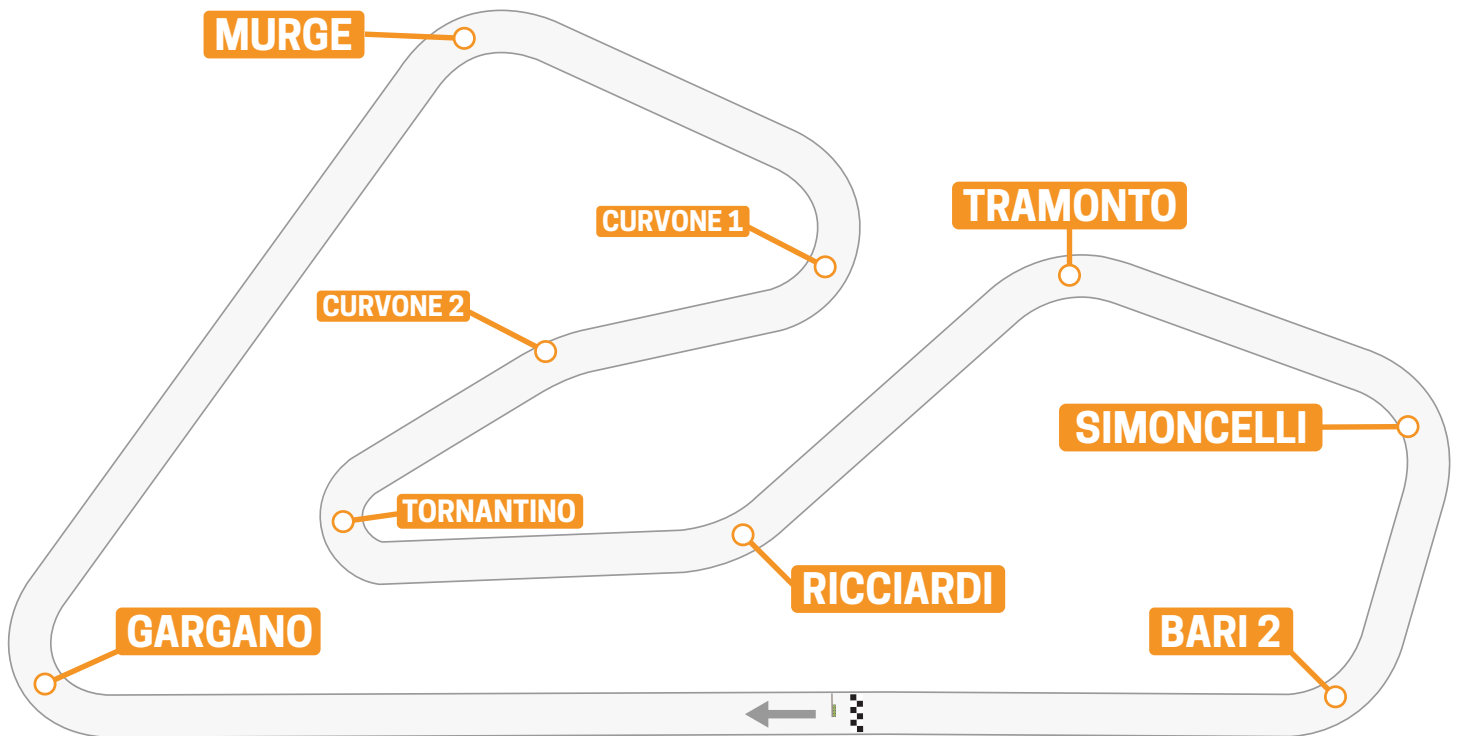 MURGE
TRAMONTO
CURVONE 1
CURVONE 2
SIMONCELLI
TORNANTINO
RICCIARDI
GARGANO
BARI 2